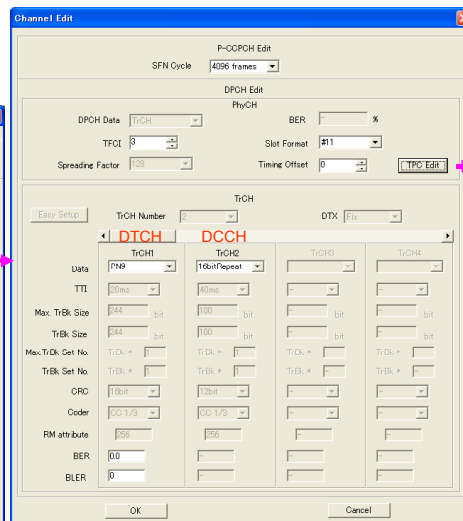 Channel Edit
P-CCPCH Edit
SFN Cycle 4096 frames
DPCH Edit
PhyCH
DPCH Data TrCH BER - %
TFCI 3 Slot Format #11
Spreading Factor 128 Timing Offset 0 TPC Edit
TrCH
Easy Setup TrCH Number 2 DTX Fix
DTCH DCCH
TrCH1 TrCH2 TrCH3 TrCH4
Data PN9 16bitRepeat
TTI 20ms 40ms - -
Max. TrBk Size 244 bit 100 bit - bit - bit
TrBk Size 244 bit 100 bit - bit - bit
Max.TrBk Set No. TrBk * 1 TrBk * 1 TrBk * TrBk *
TrBk Set No. TrBk * 1 TrBk * 1 TrBk * - TrBk * -
CRC 16bit 12bit - -
Coder CC 1/3 CC 1/3 - -
RM attribute 256 256 - -
BER 0.0 - - -
BLER 0 - - -
OK Cancel